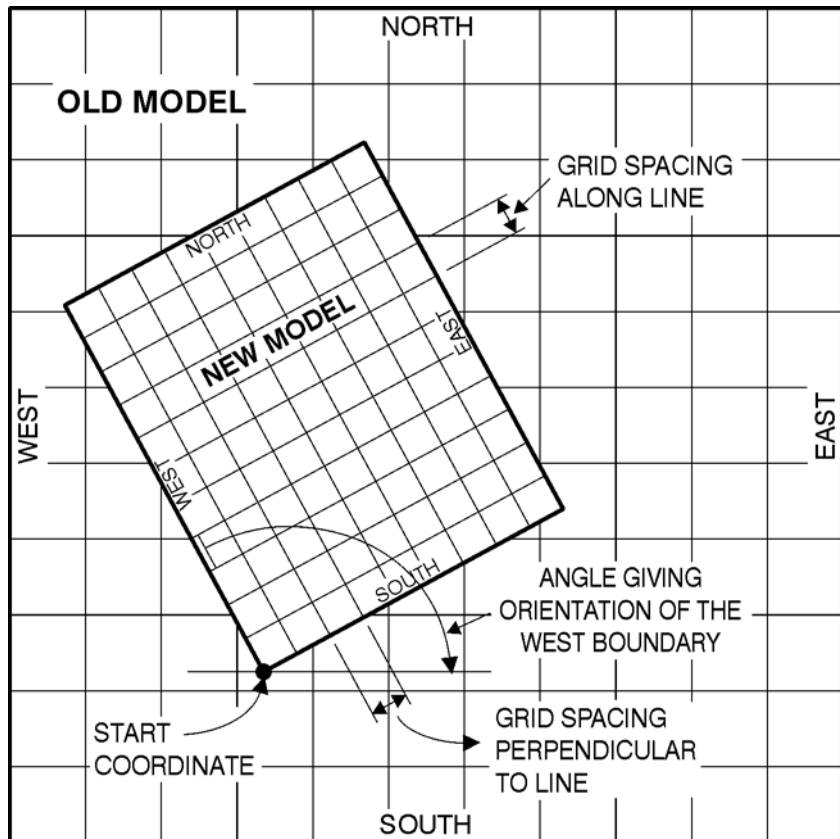 NORTH
OLD MODEL
GRID SPACING
ALONG LINE
NORTH
NEW MODEL
EAST
WEST
EAST
WEST
SOUTH
ANGLE GIVING
ORIENTATION OF THE
WEST BOUNDARY
START
COORDINATE
GRID SPACING
PERPENDICULAR
TO LINE
SOUTH